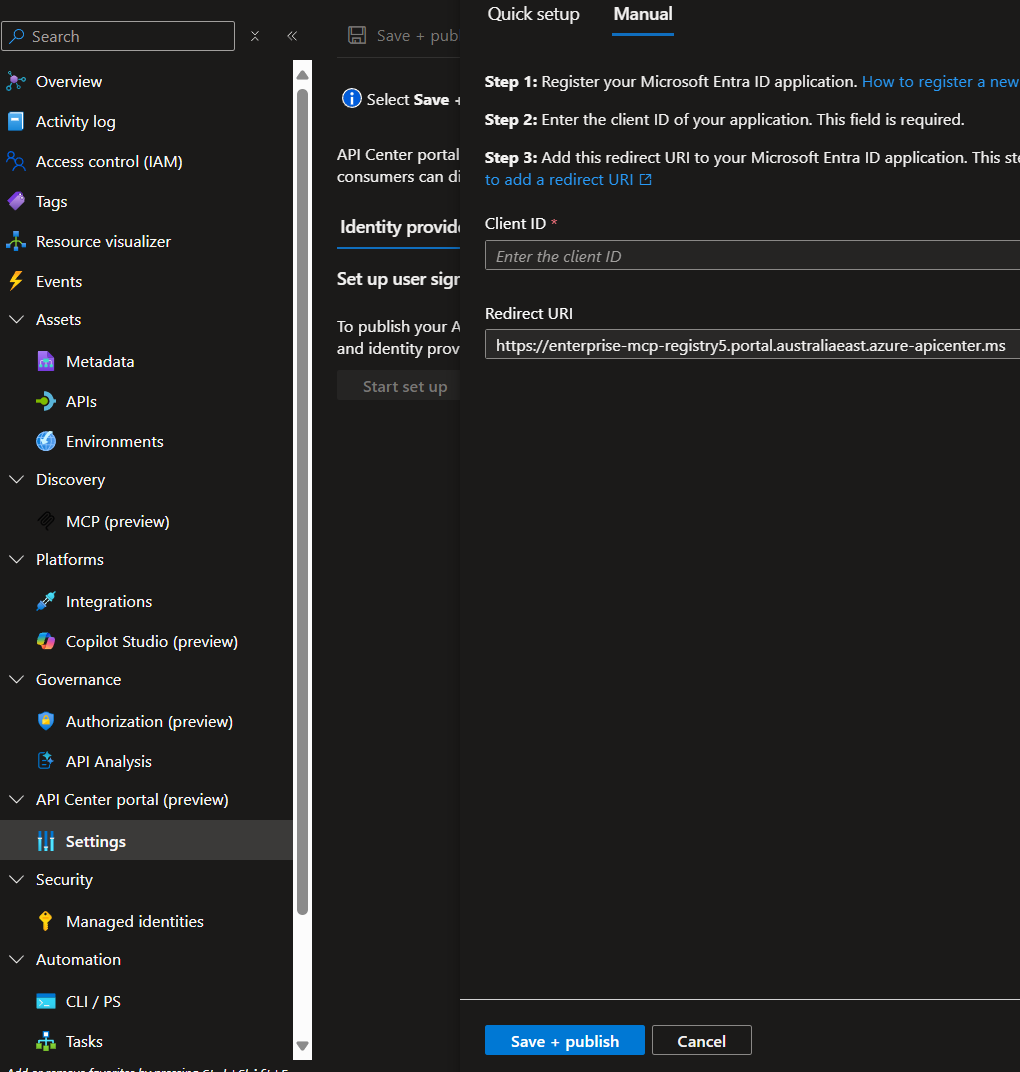 Search
Overview
Activity log
Access control (IAM)
Tags
Resource visualizer
Events
Assets
Metadata
APIs
Environments
Discovery
MCP (preview)
Platforms
Integrations
Copilot Studio (preview)
Governance
Authorization (preview)
API Analysis
API Center portal (preview)
Settings
Security
Managed identities
Automation
CLI / PS
Tasks
Save + pub
Select Save +
API Center portal
consumers can di
Identity provide
Set up user sign
To publish your A
and identity prov
Start set up
Quick setup Manual
Step 1: Register your Microsoft Entra ID application. How to register a new
Step 2: Enter the client ID of your application. This field is required.
Step 3: Add this redirect URI to your Microsoft Entra ID application. This ste
to add a redirect URI
Client ID *
Enter the client ID
Redirect URI
https://enterprise-mcp-registry5.portal.australiaeast.azure-apicenter.ms
Save + publish Cancel